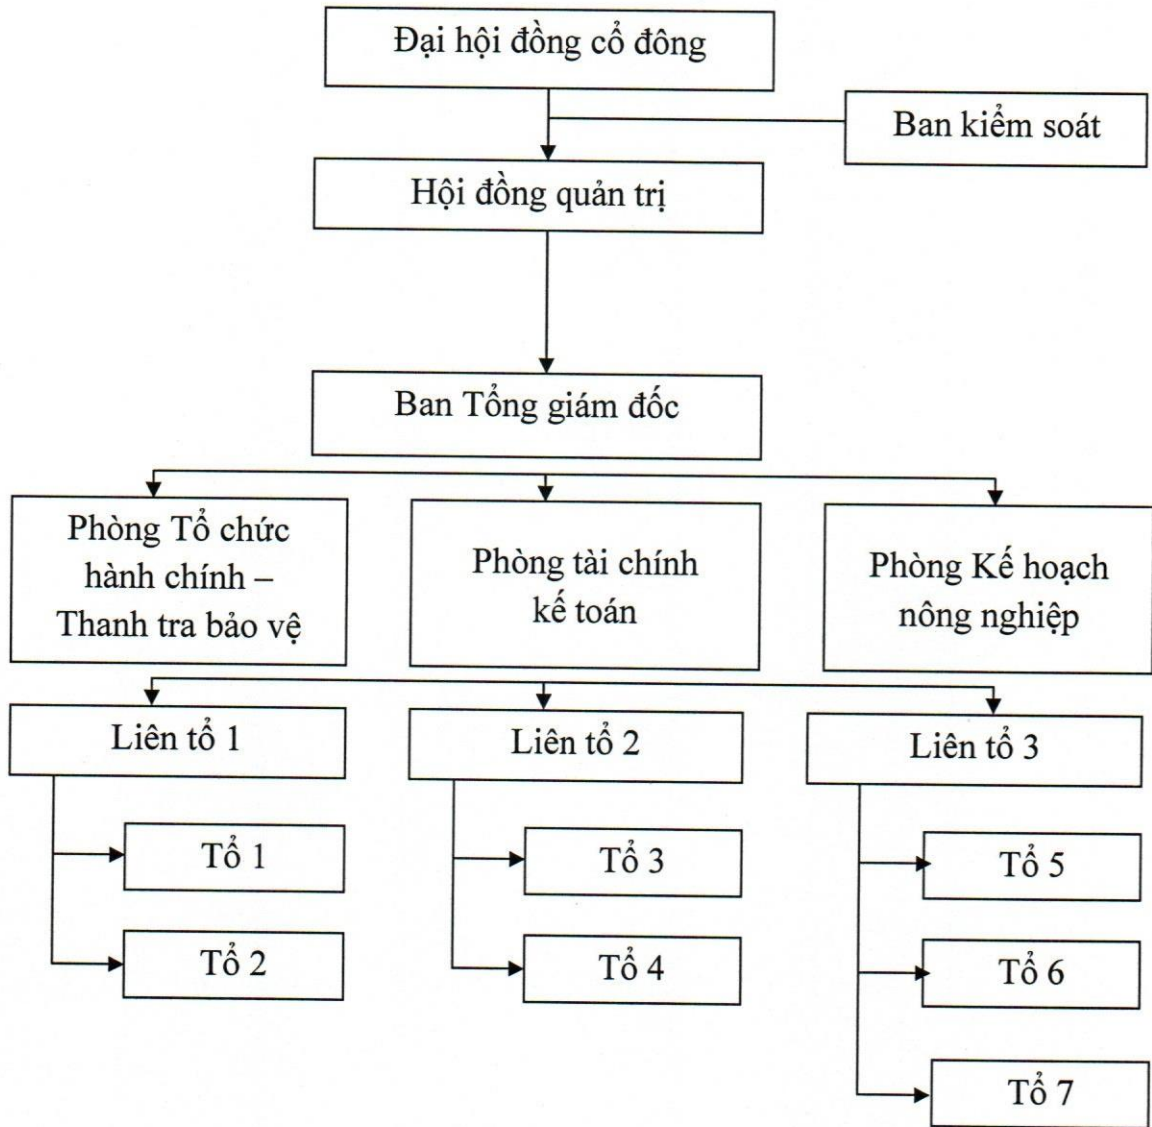 Đại hội đồng cổ đông
Ban kiểm soát
Hội đồng quản trị
Ban Tổng giám đốc
Phòng Tổ chức
hành chính –
Thanh tra bảo vệ
Phòng tài chính
kế toán
Phòng Kế hoạch
nông nghiệp
Liên tổ 1
Liên tổ 2
Liên tổ 3
Tổ 1
Tổ 3
Tổ 5
Tổ 2
Tổ 4
Tổ 6
Tổ 7